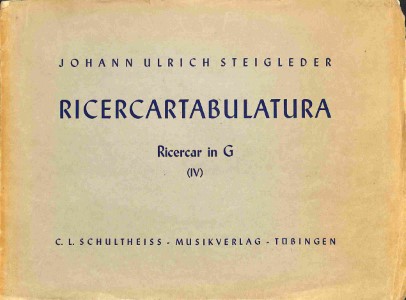 JOHANN ULRICH STEIGLEDER
RICERCARTABULATURA
Ricercar in G
(IV)
C. L. SCHULTHEISS - MUSIKVERLAG - TÜBINGEN